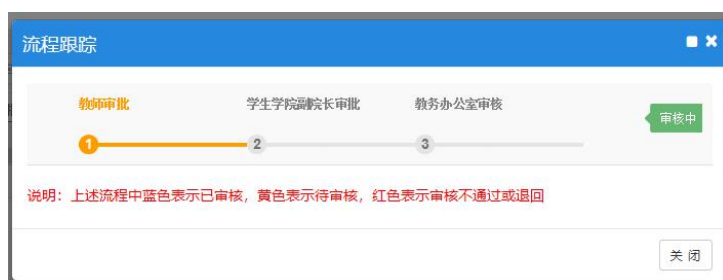 流程跟踪
教师审批 学生学院副院长审批 教务办公室审核
审核中
1 2 3
说明：上述流程中蓝色表示已审核，黄色表示待审核，红色表示审核不通过或退回
关 闭